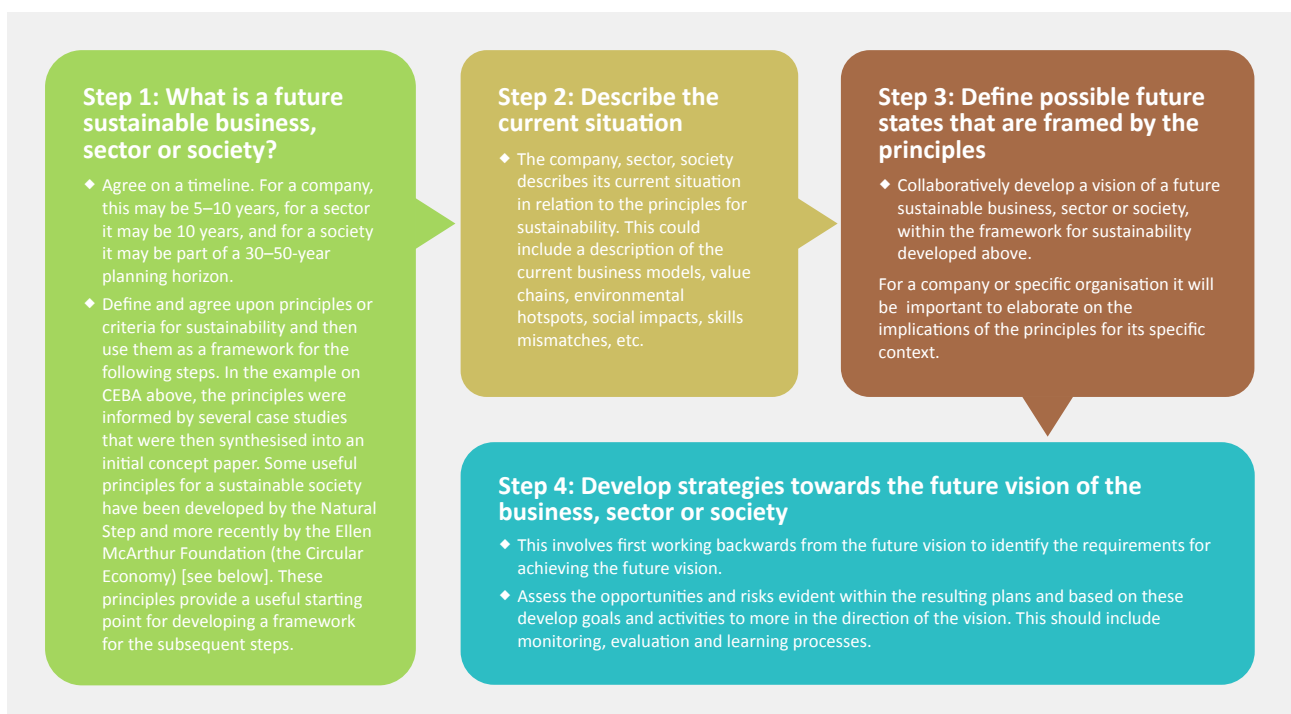 Step 1: What is a future
sustainable business,
sector or society?
◆ Agree on a timeline. For a company,
this may be 5–10 years, for a sector
it may be 10 years, and for a society
it may be part of a 30–50-year
planning horizon.
◆ Define and agree upon principles or
criteria for sustainability and then
use them as a framework for the
following steps. In the example on
CEBA above, the principles were
informed by several case studies
that were then synthesised into an
initial concept paper. Some useful
principles for a sustainable society
have been developed by the Natural
Step and more recently by the Ellen
McArthur Foundation (the Circular
Economy) [see below]. These
principles provide a useful starting
point for developing a framework
for the subsequent steps.
Step 2: Describe the
current situation
◆ The company, sector, society
describes its current situation
in relation to the principles for
sustainability. This could
include a description of the
current business models, value
chains, environmental
hotspots, social impacts, skills
mismatches, etc.
Step 3: Define possible future
states that are framed by the
principles
◆ Collaboratively develop a vision of a future
sustainable business, sector or society,
within the framework for sustainability
developed above.
For a company or specific organisation it will
be important to elaborate on the
implications of the principles for its specific
context.
Step 4: Develop strategies towards the future vision of the
business, sector or society
◆ This involves first working backwards from the future vision to identify the requirements for
achieving the future vision.
◆ Assess the opportunities and risks evident within the resulting plans and based on these
develop goals and activities to more in the direction of the vision. This should include
monitoring, evaluation and learning processes.